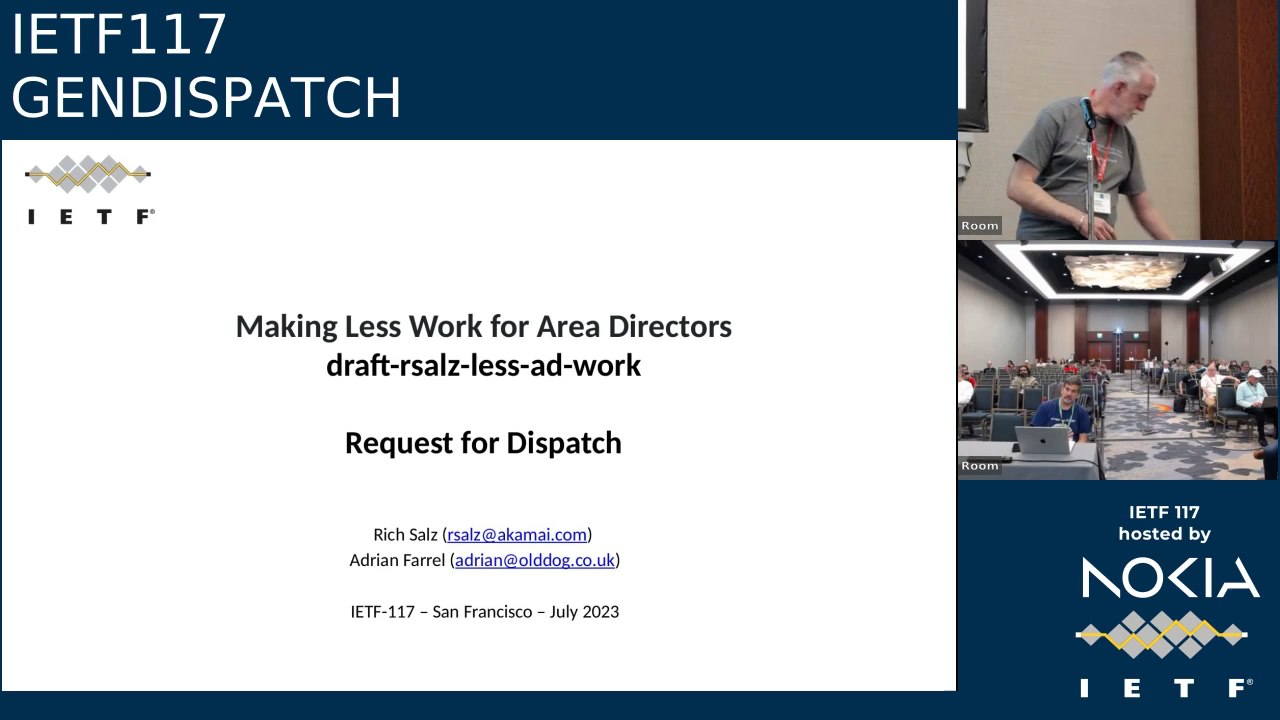 IETF117
GENDISPATCH
I E T F®
Making Less Work for Area Directors
draft-rsalz-less-ad-work
Request for Dispatch
Rich Salz (rsalz@akamai.com)
Adrian Farrel (adrian@olddog.co.uk)
IETF-117 – San Francisco – July 2023
Room
Room
IETF 117
hosted by
NOKIA
I E T F®